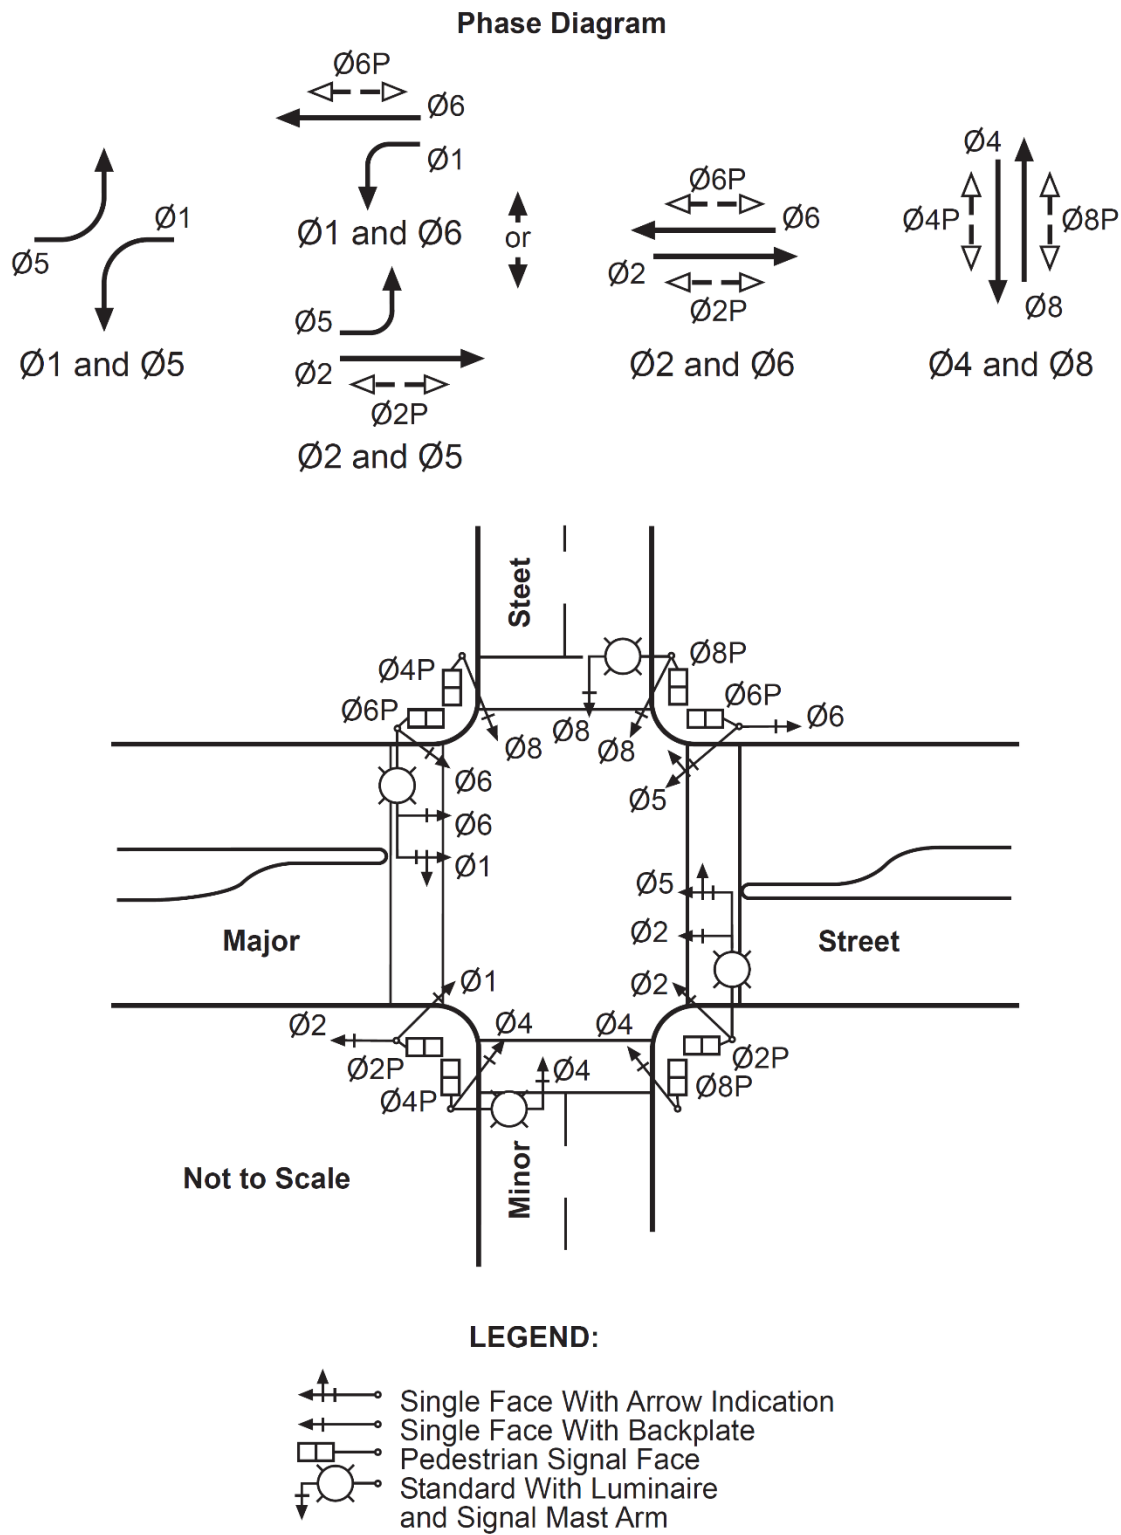 Phase Diagram
Ø6P
Ø6
Ø1
Ø1 and Ø6
Ø1
Ø5
Ø1 and Ø5
or
Ø5
Ø2
Ø2P
Ø2 and Ø5
Ø6P
Ø6
Ø2
Ø2P
Ø2 and Ø6
Ø4
Ø4P
Ø8P
Ø8
Ø4 and Ø8
Steet
Ø4P
Ø8P
Ø6P
Ø6P
Ø6
Ø8
Ø8
Ø8
Ø6
Ø5
Ø6
Ø1
Ø5
Ø2
Major
Street
Ø1
Ø2
Ø2
Ø4
Ø4
Ø2P
Ø2P
Ø4
Ø4P
Ø8P
Minor
Not to Scale
LEGEND:
Single Face With Arrow Indication
Single Face With Backplate
Pedestrian Signal Face
Standard With Luminaire
and Signal Mast Arm